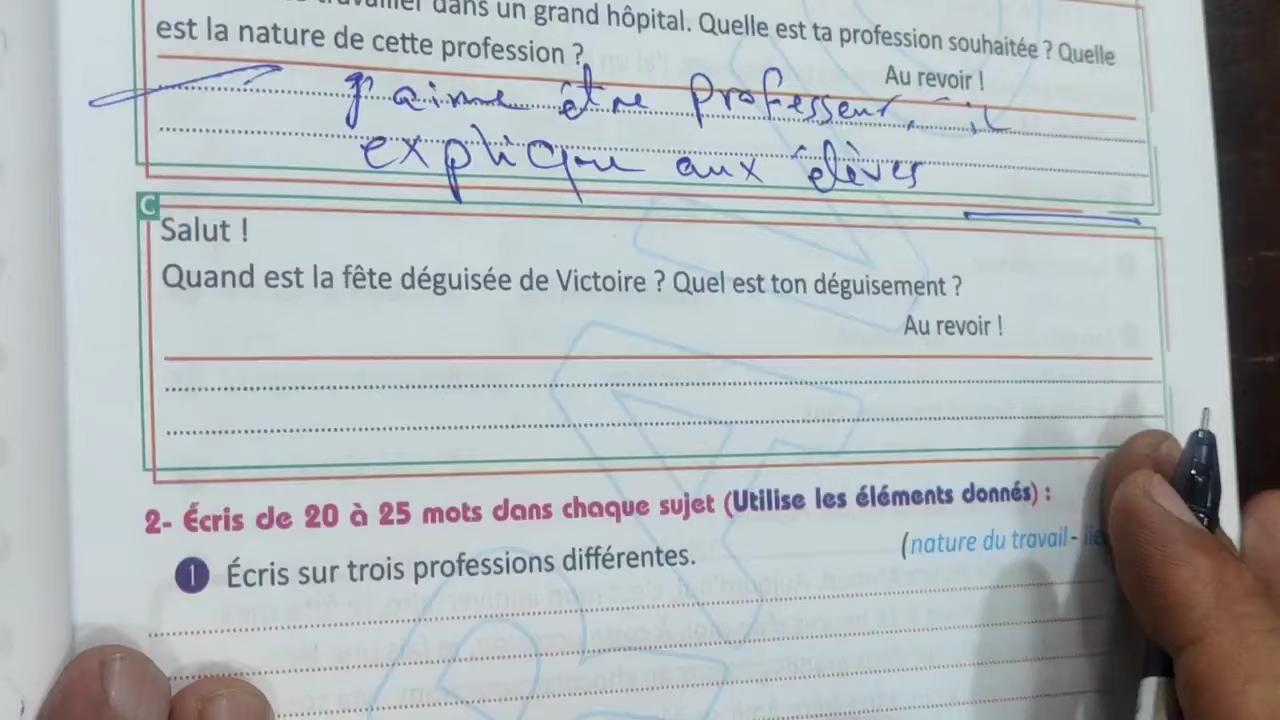 travailler dans un grand hôpital. Quelle est ta profession souhaitée ? Quelle
est la nature de cette profession ?
Au revoir !
J'aime être professeur, il
explique aux élèves
C
Salut !
Quand est la fête déguisée de Victoire ? Quel est ton déguisement ?
Au revoir !
2- Écris de 20 à 25 mots dans chaque sujet (Utilise les éléments donnés) :
(nature du travail -
1 Écris sur trois professions différentes.